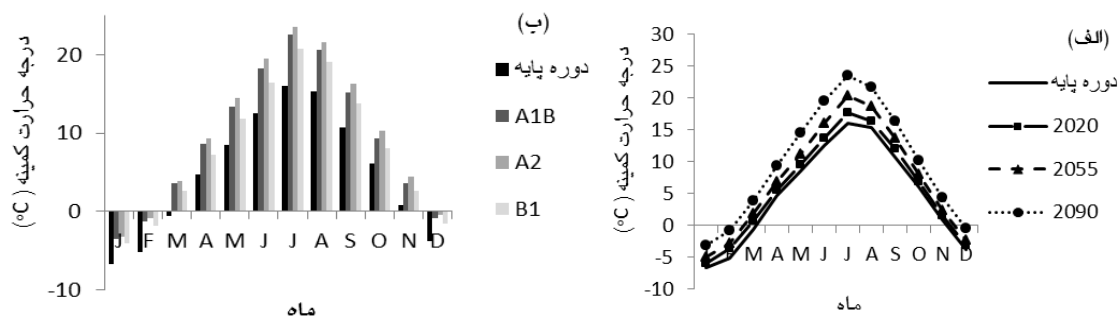 (الف)
درجه حرارت کمینه (°C)
30
25
20
15
10
5
0
-5
-10
F M A M J J A S O N D
ماه
دوره پایه
2020
2055
2090
(ب)
درجه حرارت کمینه (°C)
20
10
0
-10
J F M A M J J A S O N D
ماه
دوره پایه
A1B
A2
B1